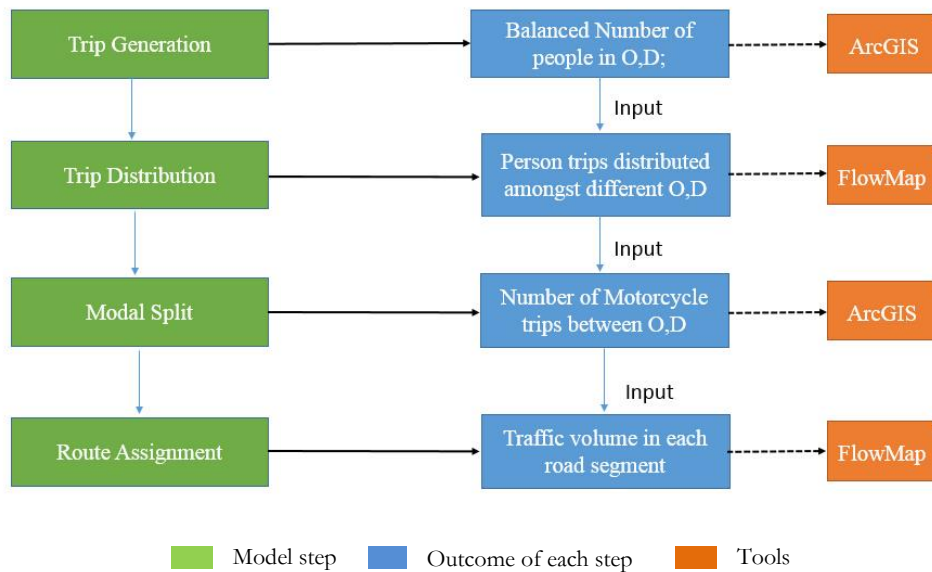 Trip Generation
Balanced Number of
people in O,D;
ArcGIS
Input
Trip Distribution
Person trips distributed
amongst different O,D
FlowMap
Input
Modal Split
Number of Motorcycle
trips between O,D
ArcGIS
Input
Route Assignment
Traffic volume in each
road segment
FlowMap
Model step
Outcome of each step
Tools